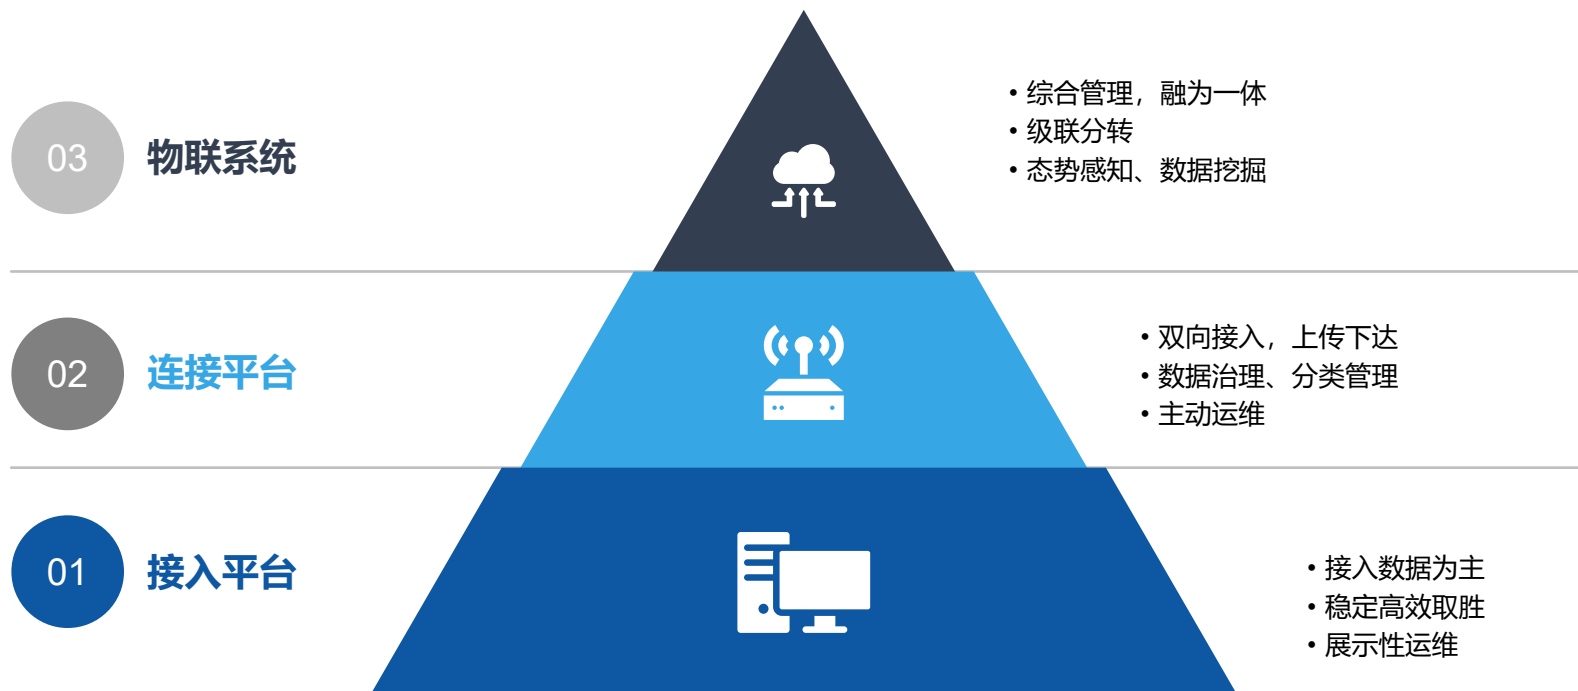 03
物联系统
• 综合管理，融为一体
• 级联分转
• 态势感知、数据挖掘
02
连接平台
• 双向接入，上传下达
• 数据治理、分类管理
• 主动运维
01
接入平台
• 接入数据为主
• 稳定高效取胜
• 展示性运维